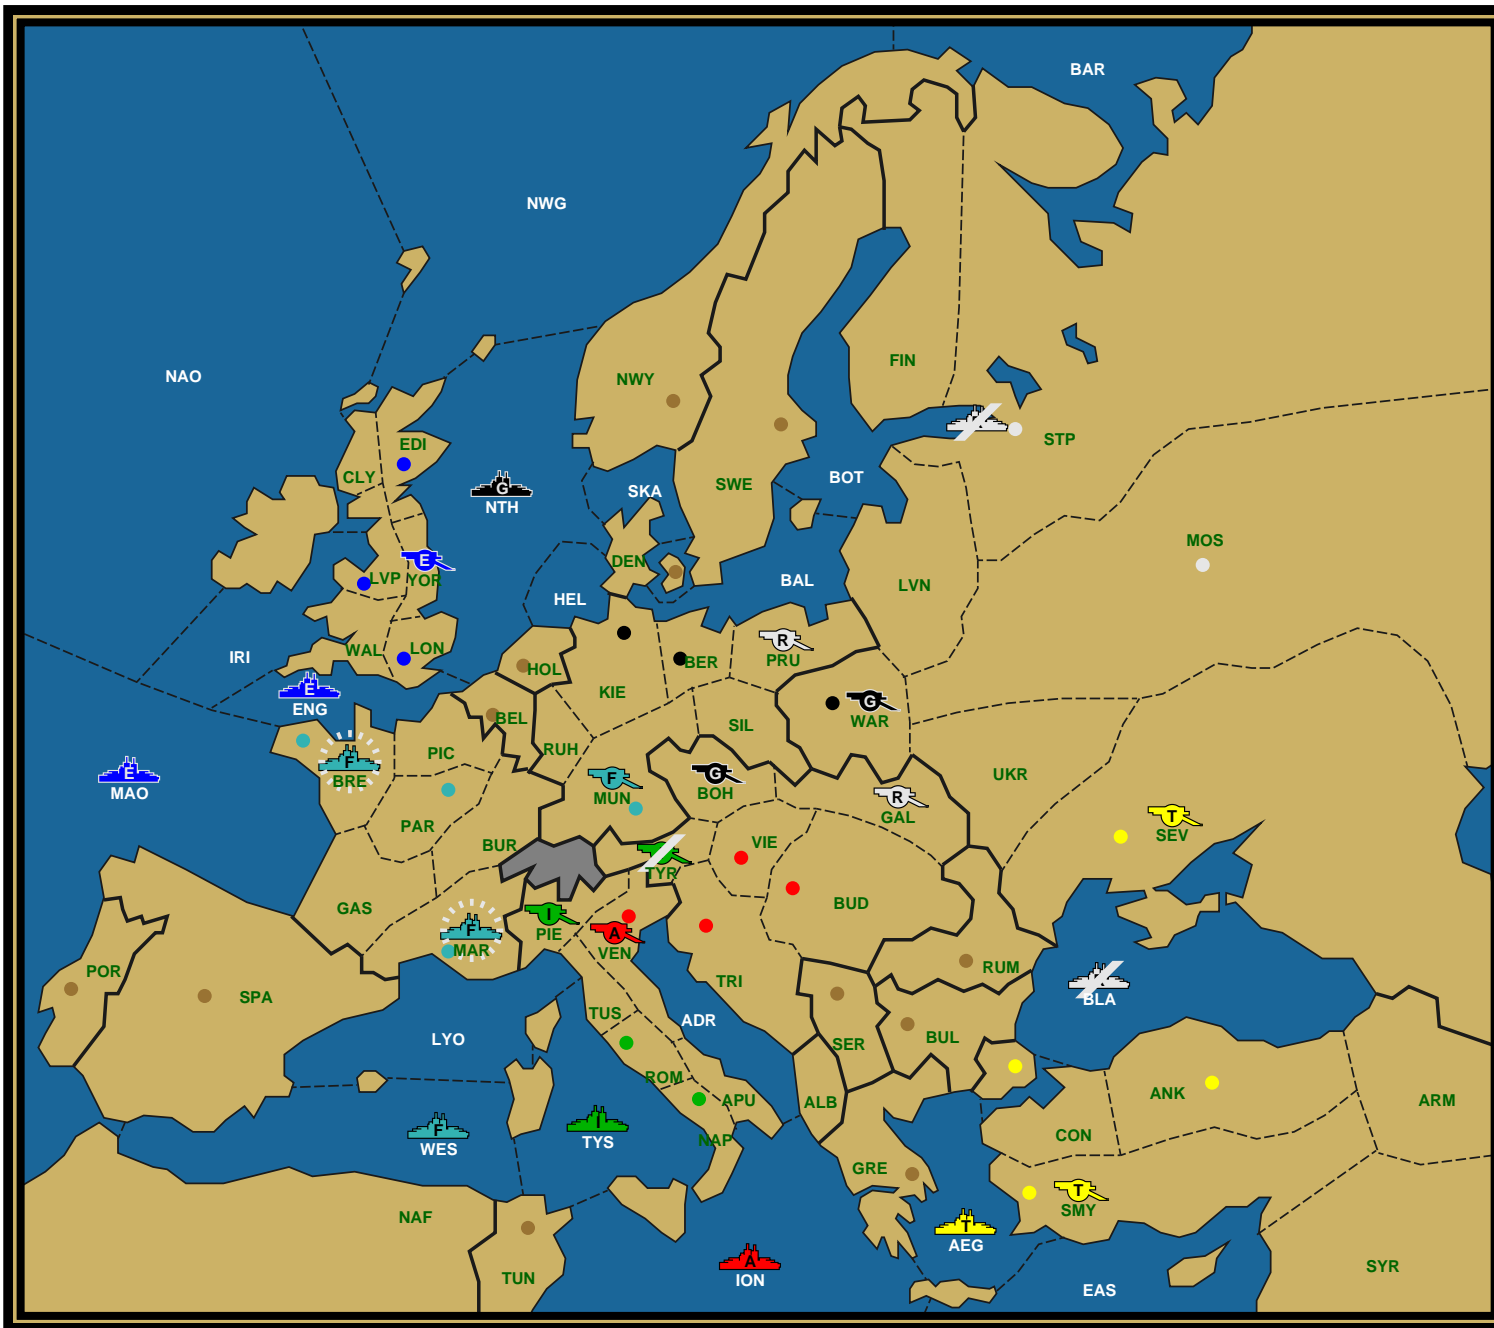 BAR
NWG
NAO
FIN
NWY
STP
EDI
CLY
SWE
BOT
SKA
G
NTH
MOS
E
LVP
YOR
DEN
BAL
LVN
HEL
R
PRU
IRI
WAL
LON
HOL
BER
KIE
E
ENG
G
WAR
BEL
SIL
PIC
RUH
UKR
F
BRE
F
MUN
G
BOH
E
MAO
R
GAL
T
SEV
PAR
BUR
VIE
TYR
BUD
GAS
F
MAR
I
PIE
A
VEN
POR
SPA
TRI
RUM
BLA
TUS
ADR
LYO
SER
BUL
ROM
APU
ALB
ANK
ARM
F
WES
I
TYS
NAP
CON
GRE
T
SMY
NAF
T
AEG
TUN
A
ION
EAS
SYR